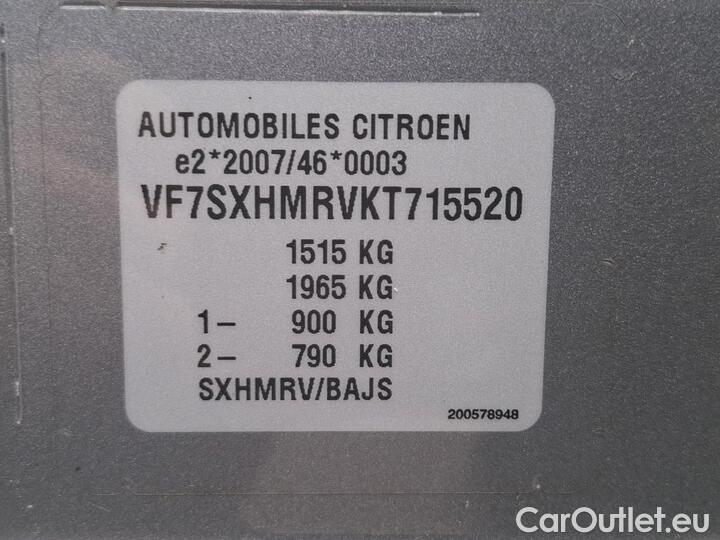 AUTOMOBILES CITROEN
e2*2007/46*0003
VF7SXHMRVKT715520
1515 KG
1965 KG
1- 900 KG
2- 790 KG
SXHMRV/BAJS
200578948
CarOutlet.eu